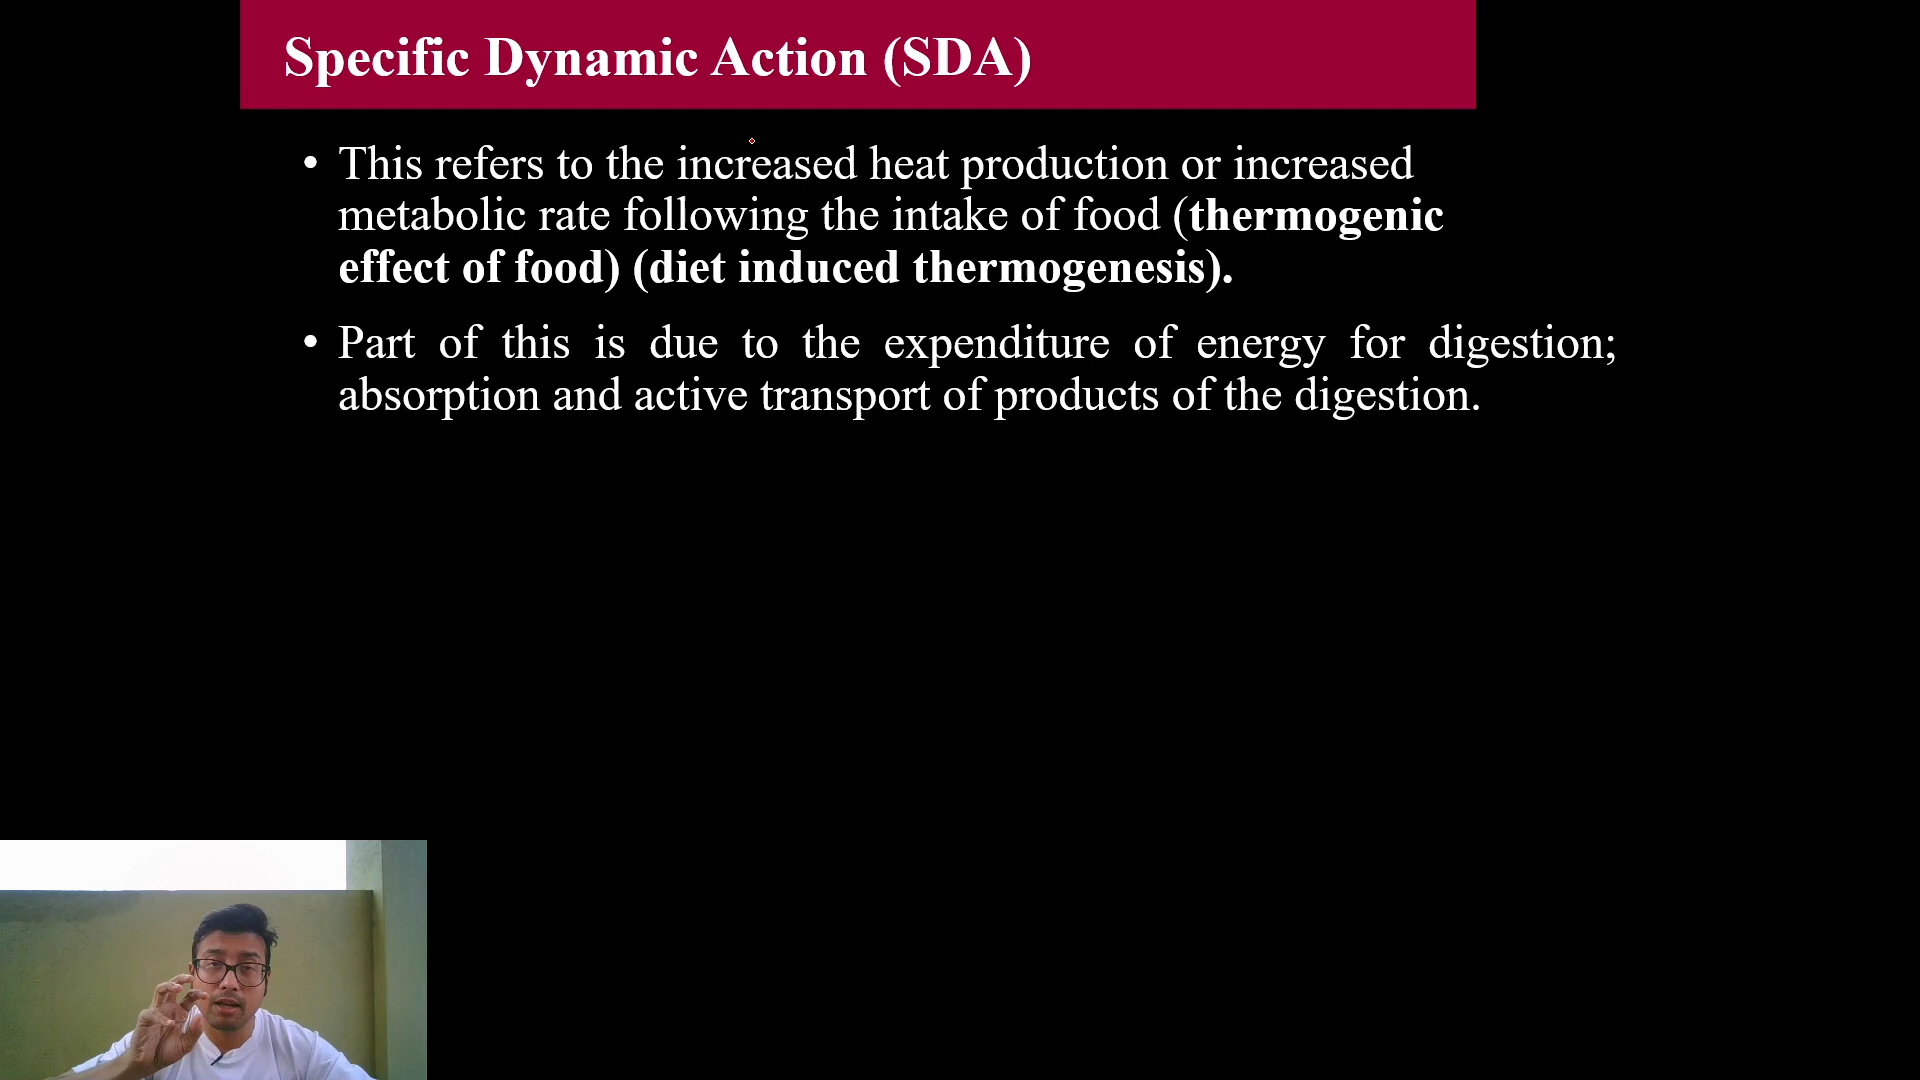 Specific Dynamic Action (SDA)
• This refers to the increased heat production or increased
metabolic rate following the intake of food (thermogenic
effect of food) (diet induced thermogenesis).
• Part of this is due to the expenditure of energy for digestion;
absorption and active transport of products of the digestion.